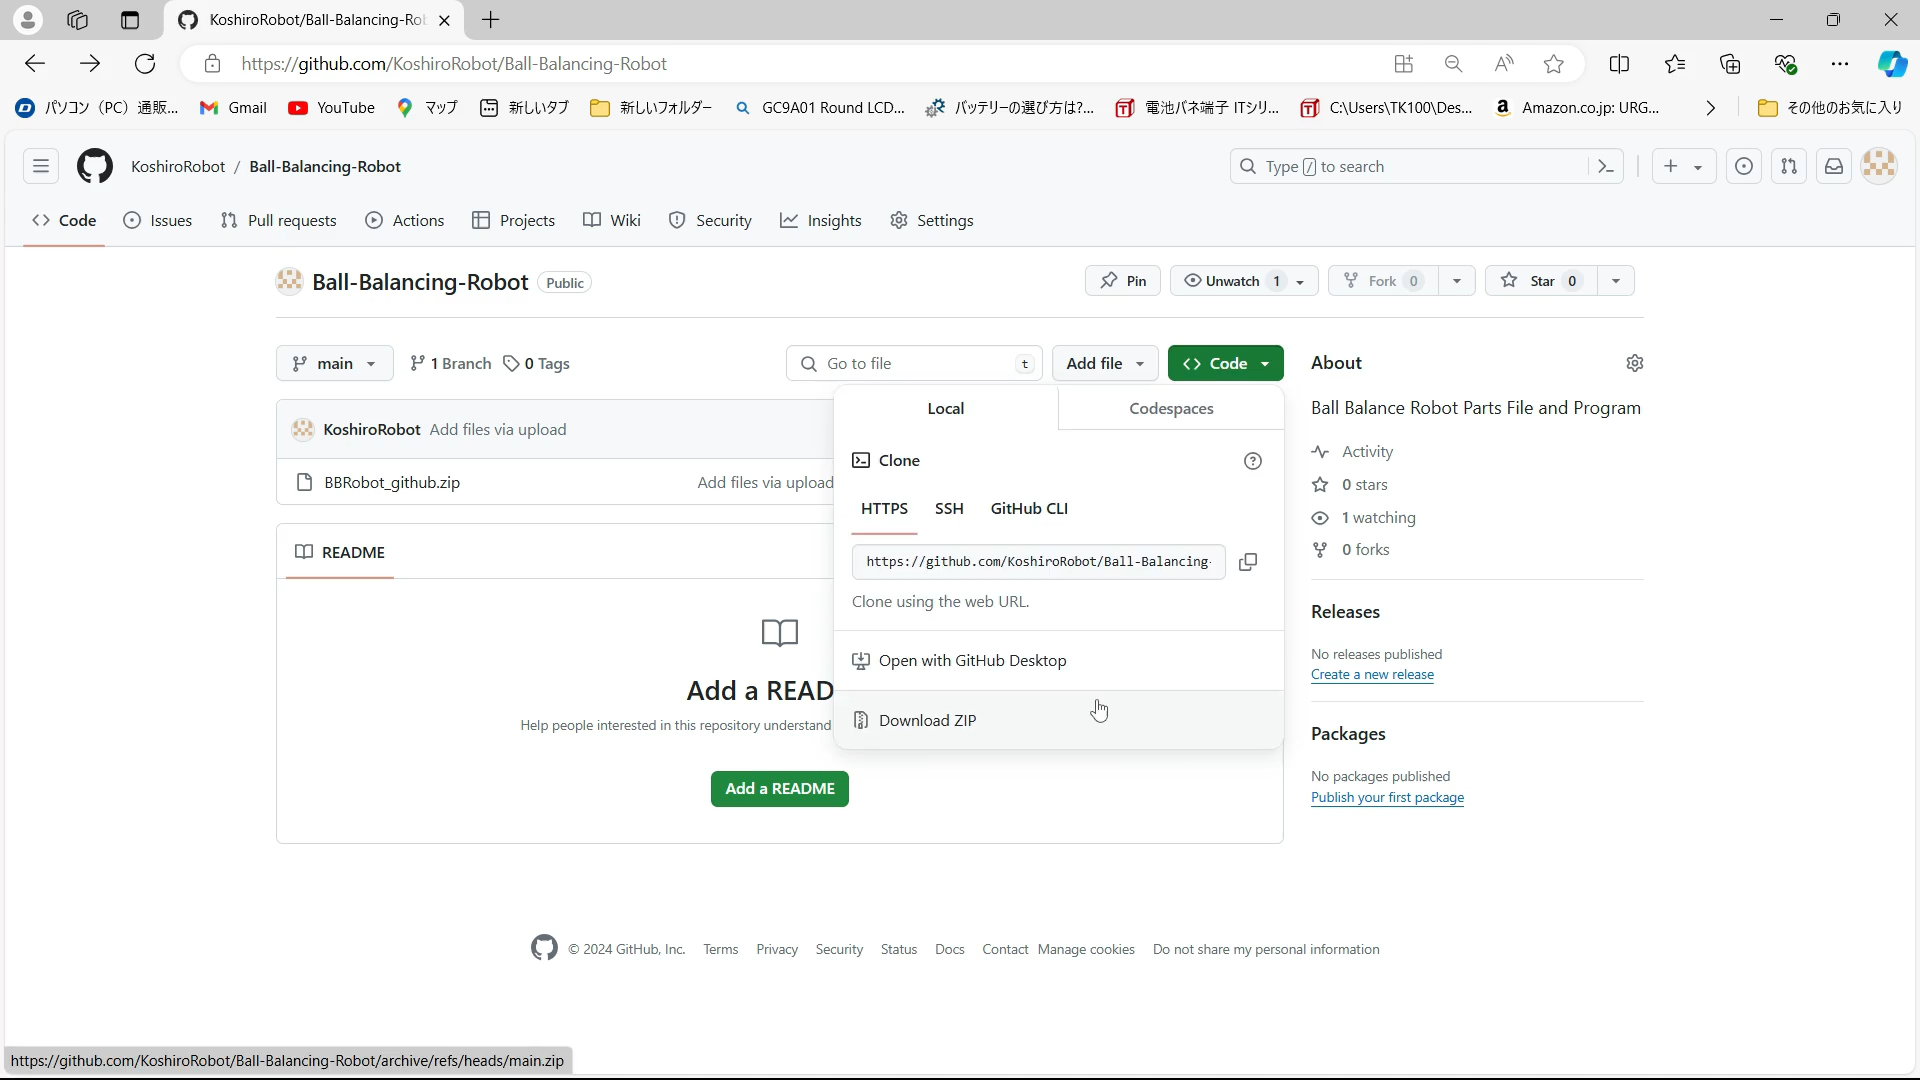 KoshiroRobot/Ball-Balancing-Rob
https://github.com/KoshiroRobot/Ball-Balancing-Robot
パソコン（PC）通販... Gmail YouTube マップ 新しいタブ 新しいフォルダー GC9A01 Round LCD... バッテリーの選び方は?... 電池バネ端子 ITシリ... C:\Users\TK100\Des... Amazon.co.jp: URG... その他のお気に入り
KoshiroRobot / Ball-Balancing-Robot
Type / to search
Code Issues Pull requests Actions Projects Wiki Security Insights Settings
Ball-Balancing-Robot Public
Pin Unwatch 1 Fork 0 Star 0
main 1 Branch 0 Tags
Go to file t Add file Code
KoshiroRobot Add files via upload
BBRobot_github.zip Add files via upload
README
Add a READ
Help people interested in this repository understand
Add a README
Local Codespaces
Clone
HTTPS SSH GitHub CLI
https://github.com/KoshiroRobot/Ball-Balancing-
Clone using the web URL.
Open with GitHub Desktop
Download ZIP
About
Ball Balance Robot Parts File and Program
Activity
0 stars
1 watching
0 forks
Releases
No releases published
Create a new release
Packages
No packages published
Publish your first package
© 2024 GitHub, Inc. Terms Privacy Security Status Docs Contact Manage cookies Do not share my personal information
https://github.com/KoshiroRobot/Ball-Balancing-Robot/archive/refs/heads/main.zip